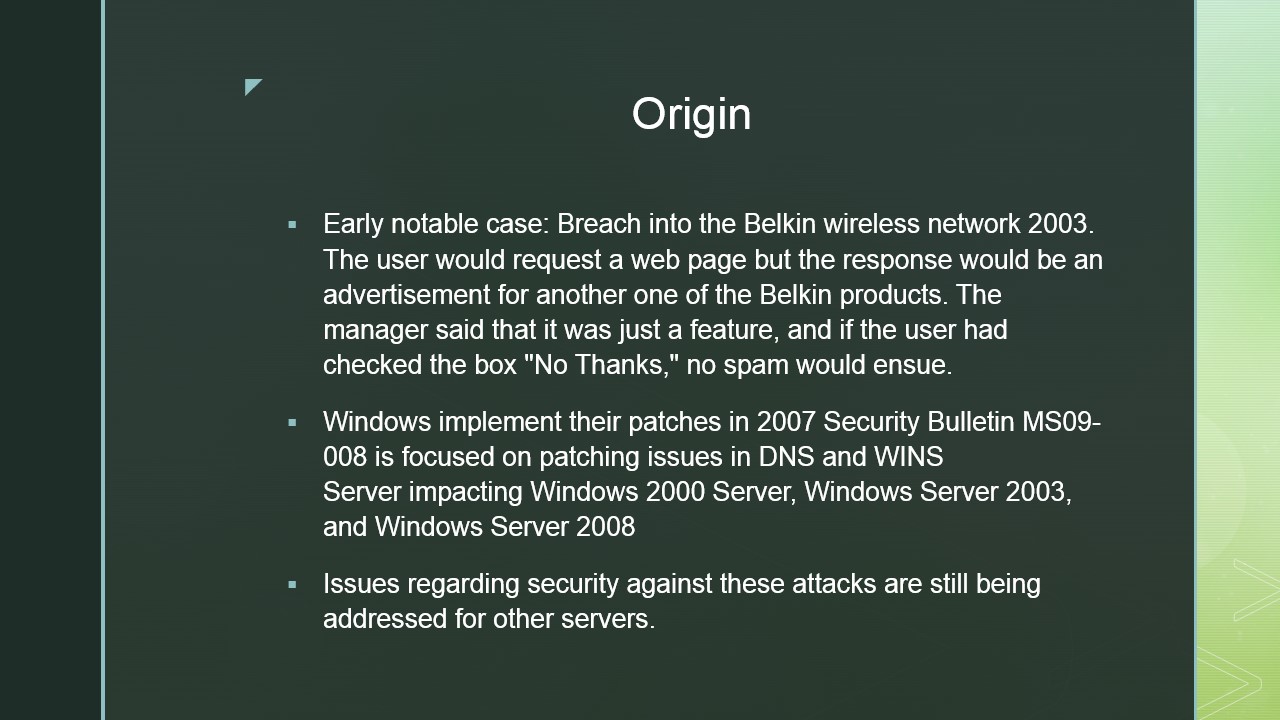 Origin
Early notable case: Breach into the Belkin wireless network 2003.
The user would request a web page but the response would be an
advertisement for another one of the Belkin products. The
manager said that it was just a feature, and if the user had
checked the box "No Thanks," no spam would ensue.
Windows implement their patches in 2007 Security Bulletin MS09-
008 is focused on patching issues in DNS and WINS
Server impacting Windows 2000 Server, Windows Server 2003,
and Windows Server 2008
Issues regarding security against these attacks are still being
addressed for other servers.